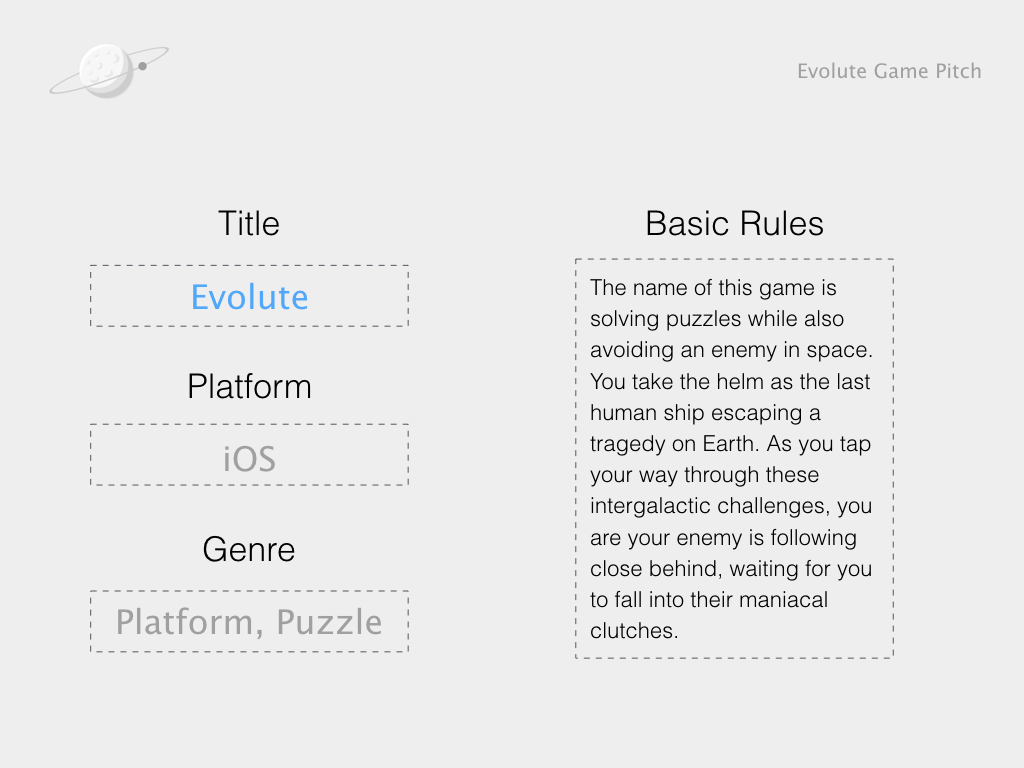 Evolute Game Pitch
Title
Evolute
Platform
iOS
Genre
Platform, Puzzle
Basic Rules
The name of this game is
solving puzzles while also
avoiding an enemy in space.
You take the helm as the last
human ship escaping a
tragedy on Earth. As you tap
your way through these
intergalactic challenges, you
are your enemy is following
close behind, waiting for you
to fall into their maniacal
clutches.